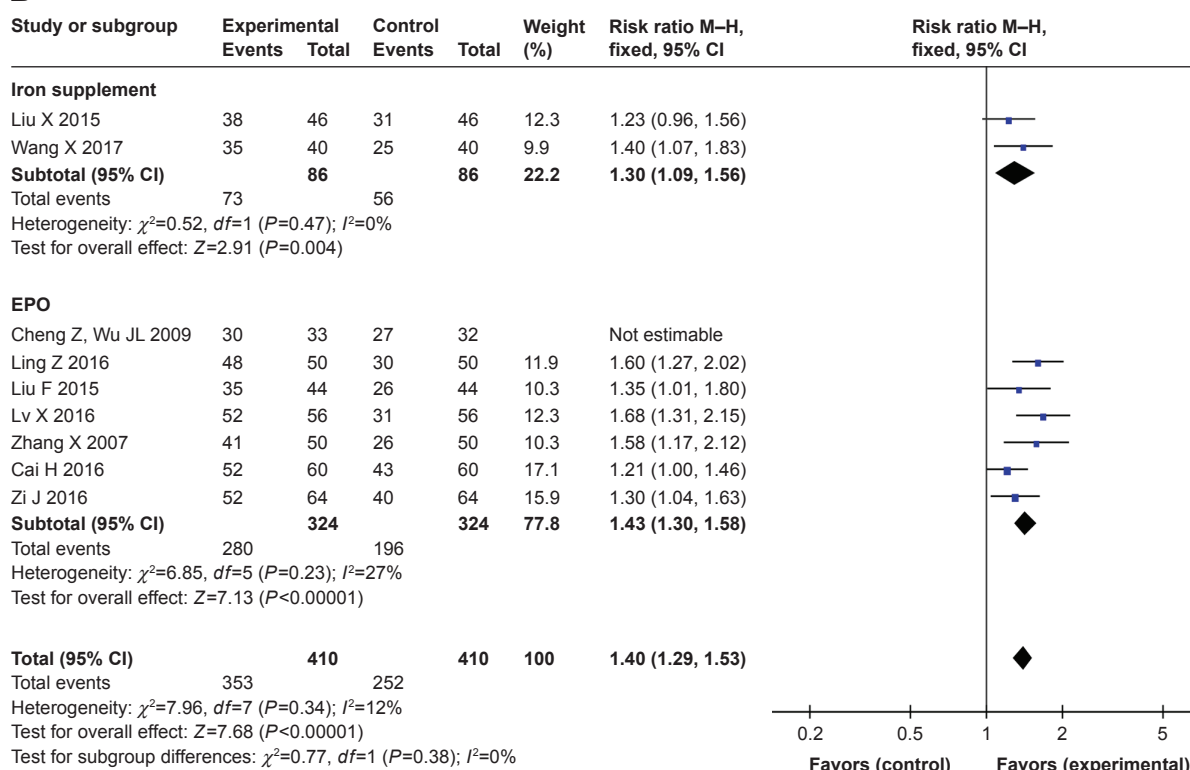 Study or subgroup Experimental Control Weight Risk ratio M–H, Risk ratio M–H,
Events Total Events Total (%) fixed, 95% CI fixed, 95% CI
Iron supplement
Liu X 2015 38 46 31 46 12.3 1.23 (0.96, 1.56)
Wang X 2017 35 40 25 40 9.9 1.40 (1.07, 1.83)
Subtotal (95% CI) 86 86 22.2 1.30 (1.09, 1.56)
Total events 73 56
Heterogeneity: χ²=0.52, df=1 (P=0.47); I²=0%
Test for overall effect: Z=2.91 (P=0.004)
EPO
Cheng Z, Wu JL 2009 30 33 27 32 Not estimable
Ling Z 2016 48 50 30 50 11.9 1.60 (1.27, 2.02)
Liu F 2015 35 44 26 44 10.3 1.35 (1.01, 1.80)
Lv X 2016 52 56 31 56 12.3 1.68 (1.31, 2.15)
Zhang X 2007 41 50 26 50 10.3 1.58 (1.17, 2.12)
Cai H 2016 52 60 43 60 17.1 1.21 (1.00, 1.46)
Zi J 2016 52 64 40 64 15.9 1.30 (1.04, 1.63)
Subtotal (95% CI) 324 324 77.8 1.43 (1.30, 1.58)
Total events 280 196
Heterogeneity: χ²=6.85, df=5 (P=0.23); I²=27%
Test for overall effect: Z=7.13 (P<0.00001)
Total (95% CI) 410 410 100 1.40 (1.29, 1.53)
Total events 353 252
Heterogeneity: χ²=7.96, df=7 (P=0.34); I²=12%
Test for overall effect: Z=7.68 (P<0.00001)
Test for subgroup differences: χ²=0.77, df=1 (P=0.38); I²=0%
0.2 0.5 1 2 5
Favors (control) Favors (experimental)